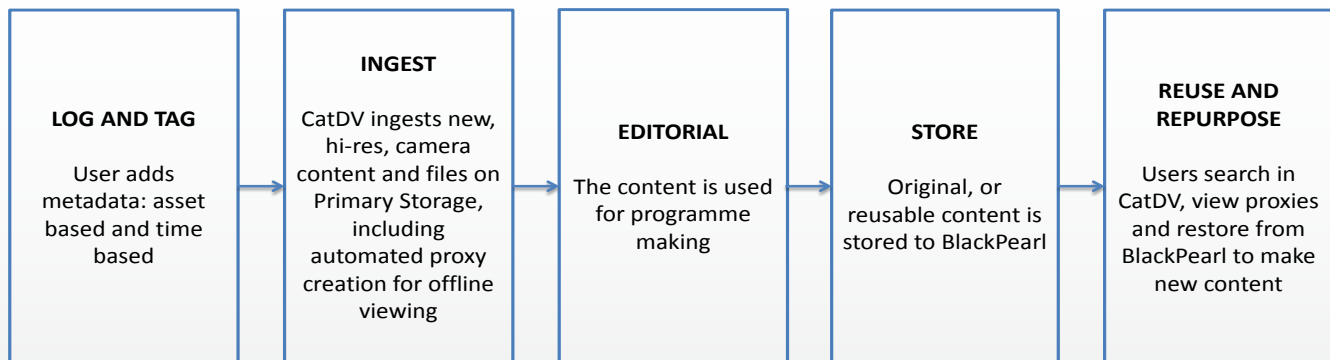 LOG AND TAG
User adds
metadata: asset
based and time
based
INGEST
CatDV ingests new,
hi-res, camera
content and files on
Primary Storage,
including
automated proxy
creation for offline
viewing
EDITORIAL
The content is used
for programme
making
STORE
Original, or
reusable content is
stored to BlackPearl
REUSE AND
REPURPOSE
Users search in
CatDV, view proxies
and restore from
BlackPearl to make
new content